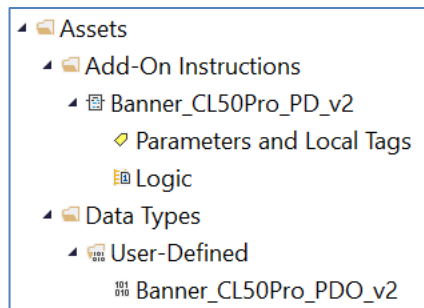 Assets
Add-On Instructions
Banner_CL50Pro_PD_v2
Parameters and Local Tags
Logic
Data Types
User-Defined
Banner_CL50Pro_PDO_v2